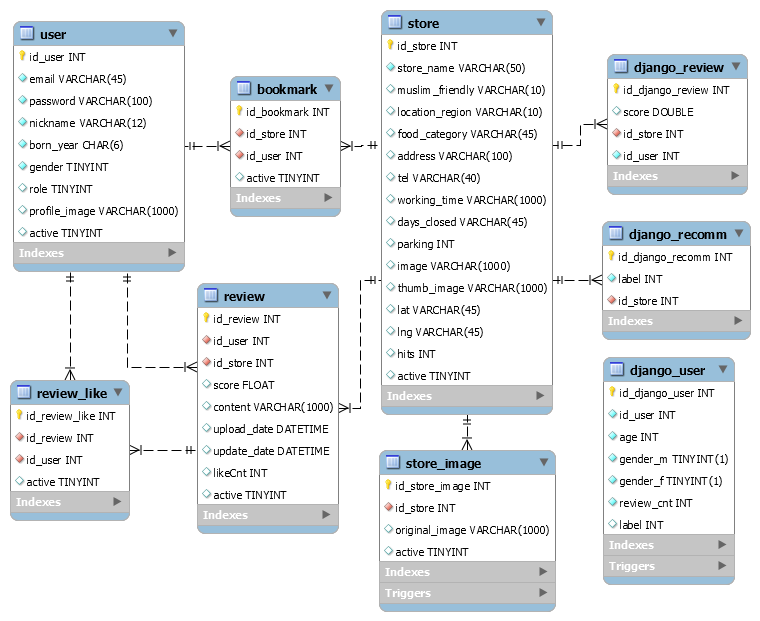 user
id_user INT
email VARCHAR(45)
password VARCHAR(100)
nickname VARCHAR(12)
born_year CHAR(6)
gender TINYINT
role TINYINT
profile_image VARCHAR(1000)
active TINYINT
Indexes
bookmark
id_bookmark INT
id_store INT
id_user INT
active TINYINT
Indexes
store
id_store INT
store_name VARCHAR(50)
muslim_friendly VARCHAR(10)
location_region VARCHAR(10)
food_category VARCHAR(45)
address VARCHAR(100)
tel VARCHAR(40)
working_time VARCHAR(1000)
days_closed VARCHAR(45)
parking INT
image VARCHAR(1000)
thumb_image VARCHAR(1000)
lat VARCHAR(45)
lng VARCHAR(45)
hits INT
active TINYINT
Indexes
django_review
id_django_review INT
score DOUBLE
id_store INT
id_user INT
Indexes
django_recomm
id_django_recomm INT
label INT
id_store INT
Indexes
review
id_review INT
id_user INT
id_store INT
score FLOAT
content VARCHAR(1000)
upload_date DATETIME
update_date DATETIME
likeCnt INT
active TINYINT
Indexes
review_like
id_review_like INT
id_review INT
id_user INT
active TINYINT
Indexes
store_image
id_store_image INT
id_store INT
original_image VARCHAR(1000)
active TINYINT
Indexes
Triggers
django_user
id_django_user INT
id_user INT
age INT
gender_m TINYINT(1)
gender_f TINYINT(1)
review_cnt INT
label INT
Indexes
Triggers